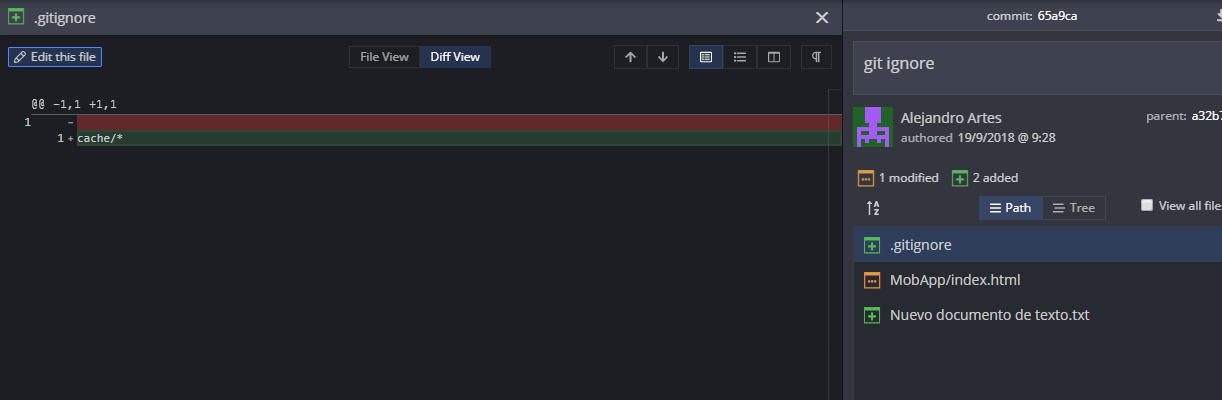 .gitignore
Edit this file
File View
Diff View
@@ -1,1 +1,1
1 -
1 + cache/*
commit: 65a9ca
git ignore
Alejandro Artes
authored 19/9/2018 @ 9:28
parent: a32b7
1 modified
2 added
A
Z
Path
Tree
View all files
.gitignore
MobApp/index.html
Nuevo documento de texto.txt